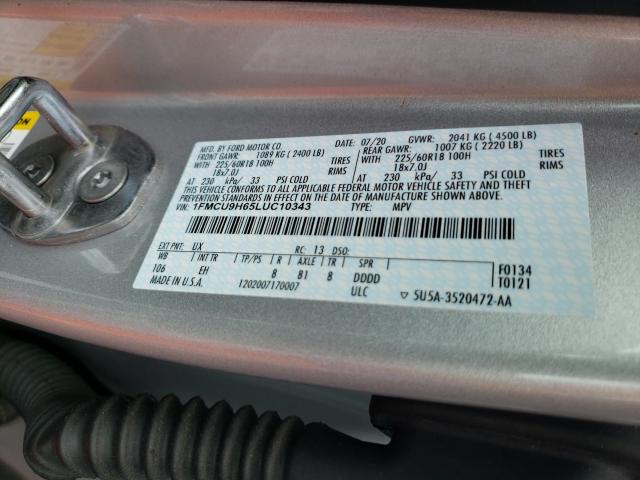 MFD. BY FORD MOTOR CO. 07/20 GVWR: 2041 KG ( 4500 LB)
FRONT GAWR: 1089 KG ( 2400 LB) REAR GAWR: 1007 KG ( 2220 LB)
WITH 225/60R18 100H TIRES WITH 225/60R18 100H TIRES
18x7.0J RIMS 18x7.0J RIMS
AT 230 kPa/ 33 PSI COLD AT 230 kPa/ 33 PSI COLD
THIS VEHICLE CONFORMS TO ALL APPLICABLE FEDERAL MOTOR VEHICLE SAFETY AND THEFT
PREVENTION STANDARDS IN EFFECT ON THE DATE OF MANUFACTURE SHOWN ABOVE.
VIN: 1FMCU9H65LUC10343 TYPE: MPV
EXT PNT: UX RC: 13 DSO:
WB TP/PS R AXLE TR SPR F0134
106 EH 8 B1 8 DDDD T0121
MADE IN U.S.A. 1202007170007 ULC ▽ 5U5A-3520472-AA